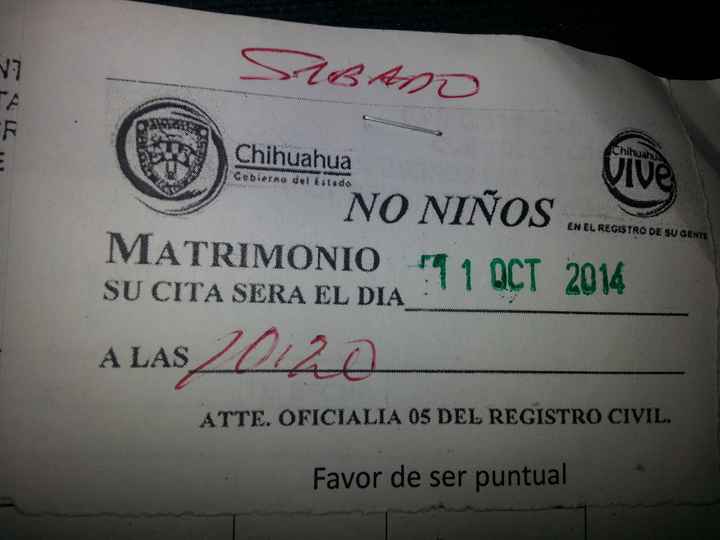 SABADO
Chihuahua
Gobierno del Estado
Chihuahua
Vive
EN EL REGISTRO DE SU GENTE
NO NIÑOS
MATRIMONIO
SU CITA SERA EL DIA 11 OCT 2014
A LAS 10:20
ATTE. OFICIALIA 05 DEL REGISTRO CIVIL.
Favor de ser puntual